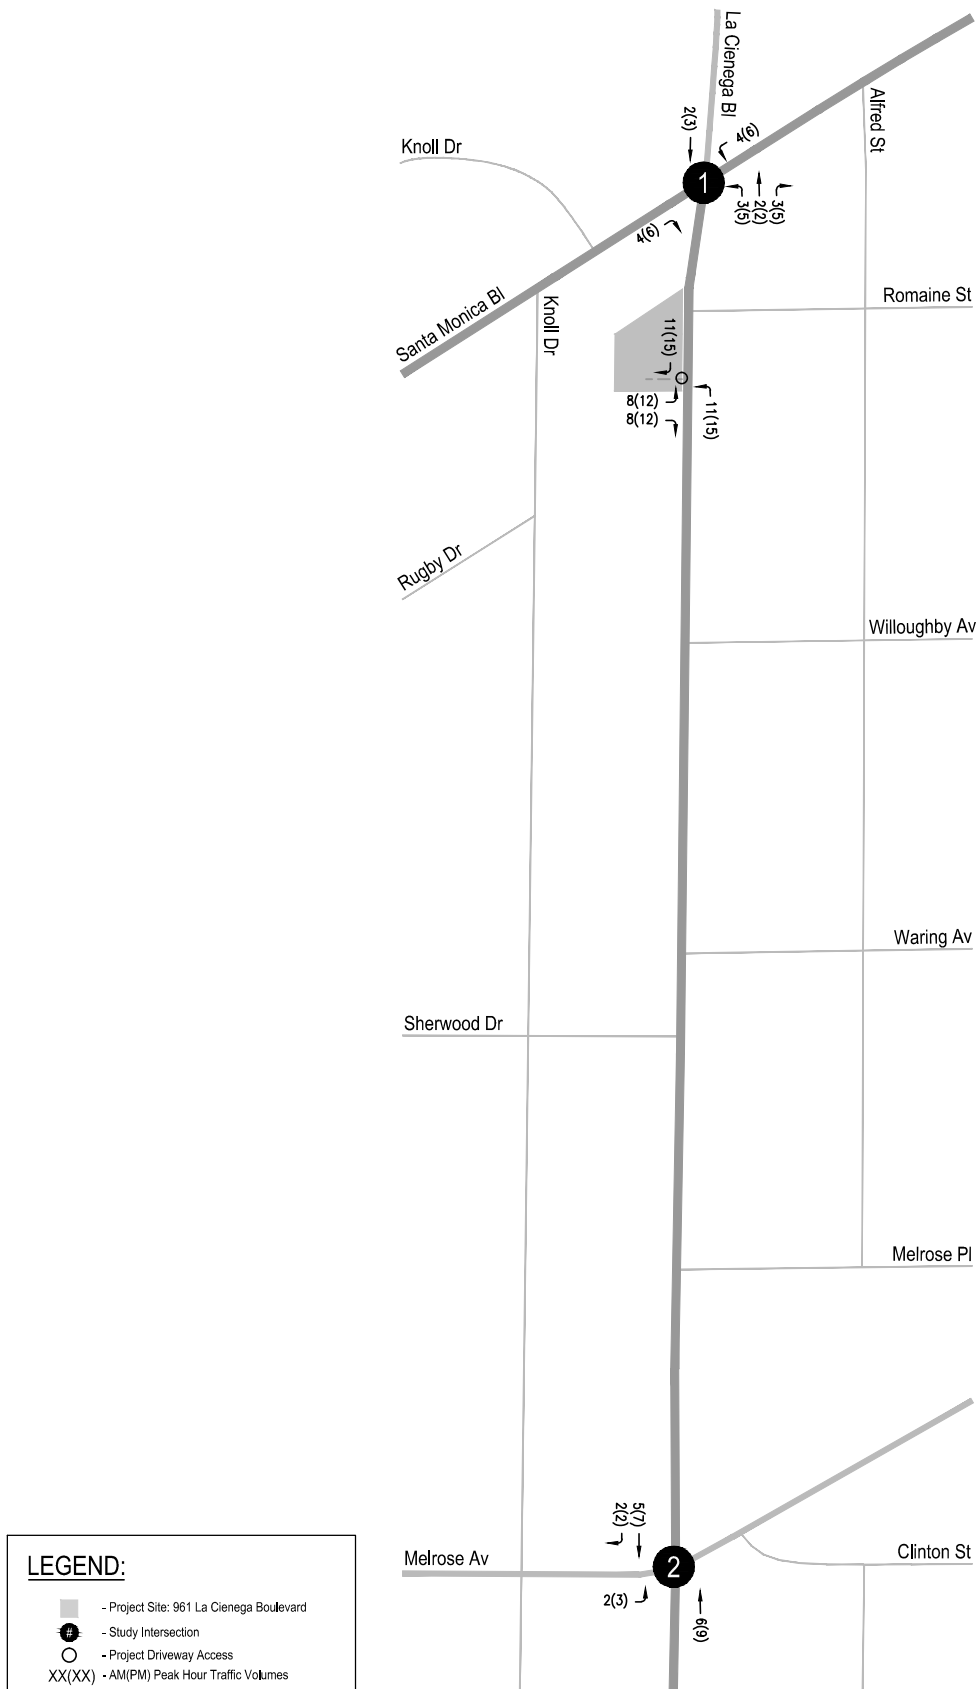 La Cienega Bl
Alfred St
2(3)
4(6)
Knoll Dr
1
3(5)
2(2)
3(5)
4(6)
Romaine St
Santa Monica Bl
Knoll Dr
11(15)
8(12)
11(15)
8(12)
Rugby Dr
Willoughby Av
Waring Av
Sherwood Dr
Melrose Pl
2(2)
5(7)
Clinton St
Melrose Av
2
2(3)
6(9)
LEGEND:
- Project Site: 961 La Cienega Boulevard
# - Study Intersection
- Project Driveway Access
XX(XX) - AM(PM) Peak Hour Traffic Volumes